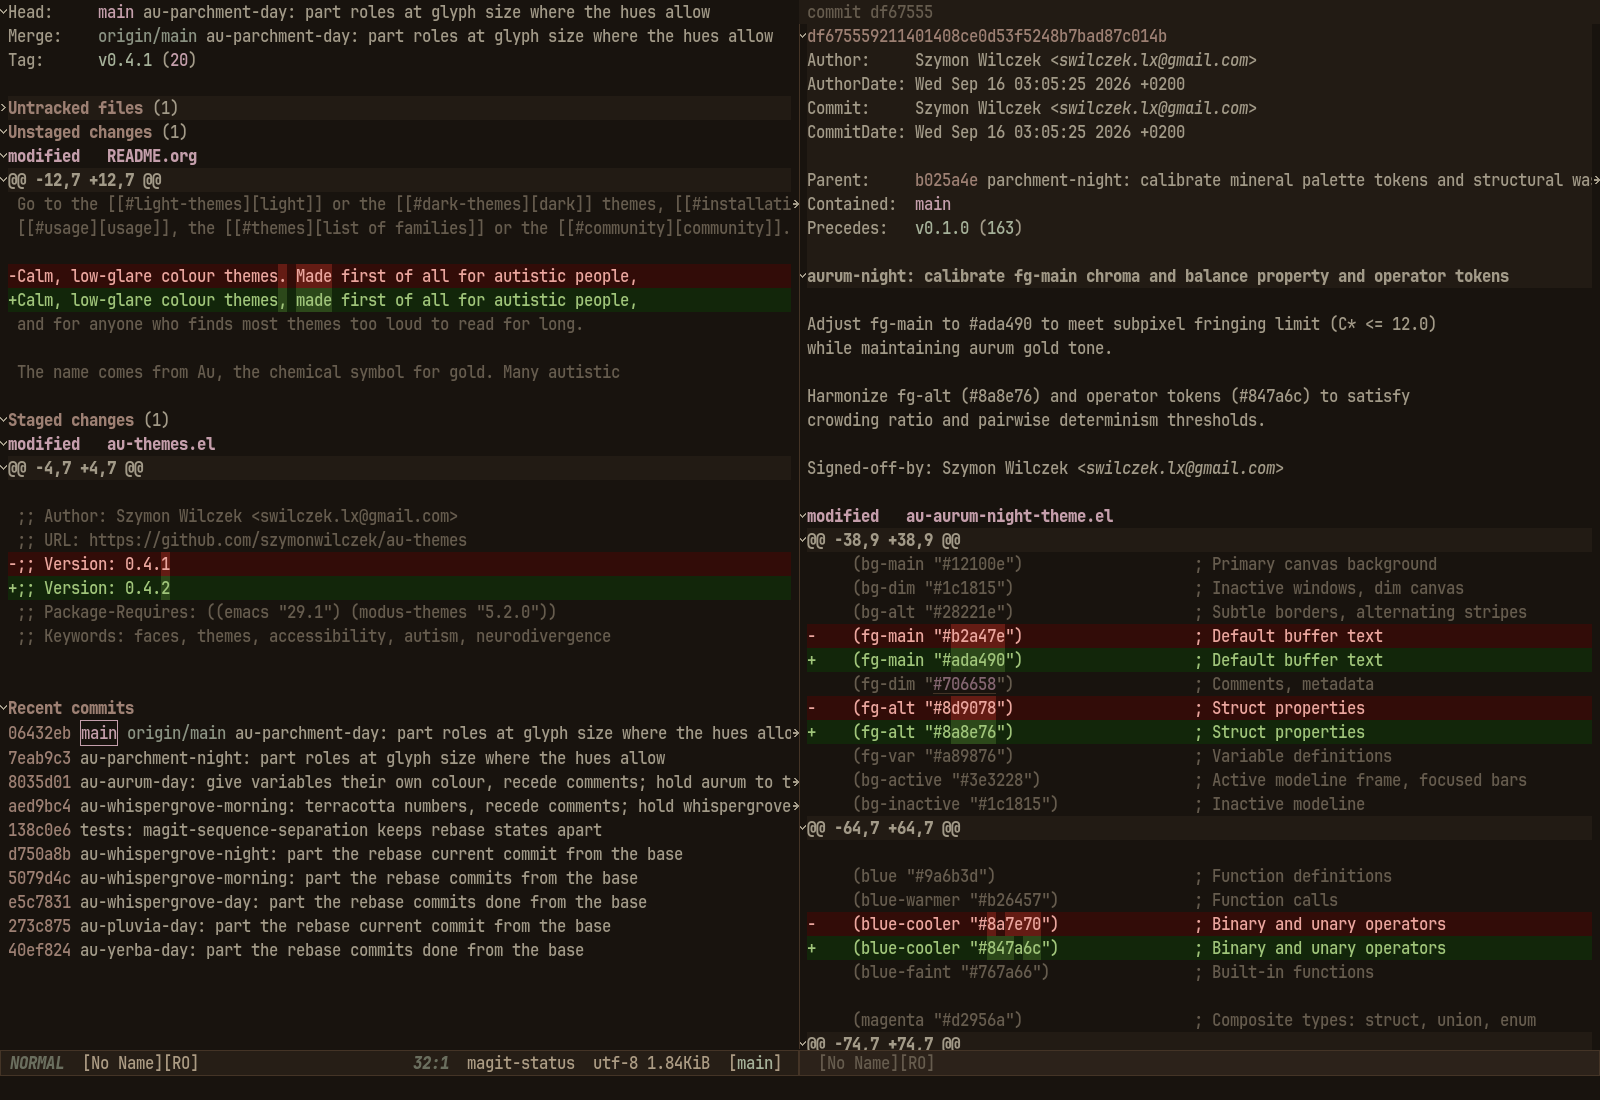 Head:     main au-parchment-day: part roles at glyph size where the hues allow
Merge:    origin/main au-parchment-day: part roles at glyph size where the hues allow
Tag:      v0.4.1 (20)
Untracked files (1)
Unstaged changes (1)
modified   README.org
@@ -12,7 +12,7 @@
 Go to the [[#light-themes][light]] or the [[#dark-themes][dark]] themes, [[#installati
 [[#usage][usage]], the [[#themes][list of families]] or the [[#community][community]].
-Calm, low-glare colour themes. Made first of all for autistic people,
+Calm, low-glare colour themes, made first of all for autistic people,
 and for anyone who finds most themes too loud to read for long.
 The name comes from Au, the chemical symbol for gold. Many autistic
Staged changes (1)
modified   au-themes.el
@@ -4,7 +4,7 @@
 ;; Author: Szymon Wilczek <swilczek.lx@gmail.com>
 ;; URL: https://github.com/szymonwilczek/au-themes
-;; Version: 0.4.1
+;; Version: 0.4.2
 ;; Package-Requires: ((emacs "29.1") (modus-themes "5.2.0"))
 ;; Keywords: faces, themes, accessibility, autism, neurodivergence
Recent commits
06432eb main origin/main au-parchment-day: part roles at glyph size where the hues allo
7eab9c3 au-parchment-night: part roles at glyph size where the hues allow
8035d01 au-aurum-day: give variables their own colour, recede comments; hold aurum to t
aed9bc4 au-whispergrove-morning: terracotta numbers, recede comments; hold whispergrove
138c0e6 tests: magit-sequence-separation keeps rebase states apart
d750a8b au-whispergrove-night: part the rebase current commit from the base
5079d4c au-whispergrove-morning: part the rebase commits from the base
e5c7831 au-whispergrove-day: part the rebase commits done from the base
273c875 au-pluvia-day: part the rebase current commit from the base
40ef824 au-yerba-day: part the rebase commits done from the base
NORMAL  [No Name][RO]                        32:1  magit-status  utf-8 1.84KiB  [main]
commit df67555
df675559211401408ce0d53f5248b7bad87c014b
Author:     Szymon Wilczek <swilczek.lx@gmail.com>
AuthorDate: Wed Sep 16 03:05:25 2026 +0200
Commit:     Szymon Wilczek <swilczek.lx@gmail.com>
CommitDate: Wed Sep 16 03:05:25 2026 +0200
Parent:     b025a4e parchment-night: calibrate mineral palette tokens and structural wa
Contained:  main
Precedes:   v0.1.0 (163)
aurum-night: calibrate fg-main chroma and balance property and operator tokens
Adjust fg-main to #ada490 to meet subpixel fringing limit (C* <= 12.0)
while maintaining aurum gold tone.
Harmonize fg-alt (#8a8e76) and operator tokens (#847a6c) to satisfy
crowding ratio and pairwise determinism thresholds.
Signed-off-by: Szymon Wilczek <swilczek.lx@gmail.com>
modified   au-aurum-night-theme.el
@@ -38,9 +38,9 @@
     (bg-main "#12100e")                   ; Primary canvas background
     (bg-dim "#1c1815")                    ; Inactive windows, dim canvas
     (bg-alt "#28221e")                    ; Subtle borders, alternating stripes
-    (fg-main "#b2a47e")                   ; Default buffer text
+    (fg-main "#ada490")                   ; Default buffer text
     (fg-dim "#706658")                    ; Comments, metadata
-    (fg-alt "#8d9078")                    ; Struct properties
+    (fg-alt "#8a8e76")                    ; Struct properties
     (fg-var "#a89876")                    ; Variable definitions
     (bg-active "#3e3228")                 ; Active modeline frame, focused bars
     (bg-inactive "#1c1815")               ; Inactive modeline
@@ -64,7 +64,7 @@
     (blue "#9a6b3d")                      ; Function definitions
     (blue-warmer "#b26457")               ; Function calls
-    (blue-cooler "#8a7e70")               ; Binary and unary operators
+    (blue-cooler "#847a6c")               ; Binary and unary operators
     (blue-faint "#767a66")                ; Built-in functions
     (magenta "#d2956a")                   ; Composite types: struct, union, enum
@@ -74,7 +74,7 @@
[No Name][RO]